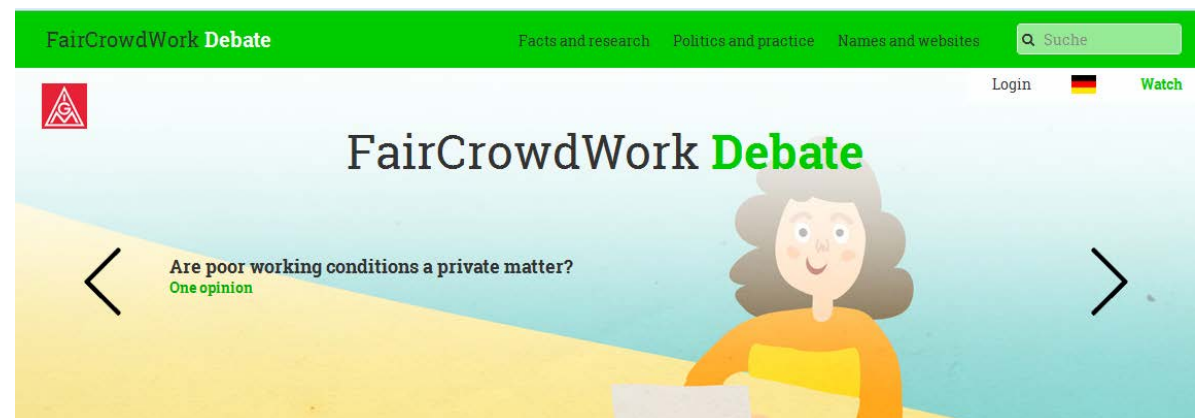 FairCrowdWork Debate Facts and research Politics and practice Names and websites Suche
Login Watch
IGM
FairCrowdWork Debate
Are poor working conditions a private matter?
One opinion